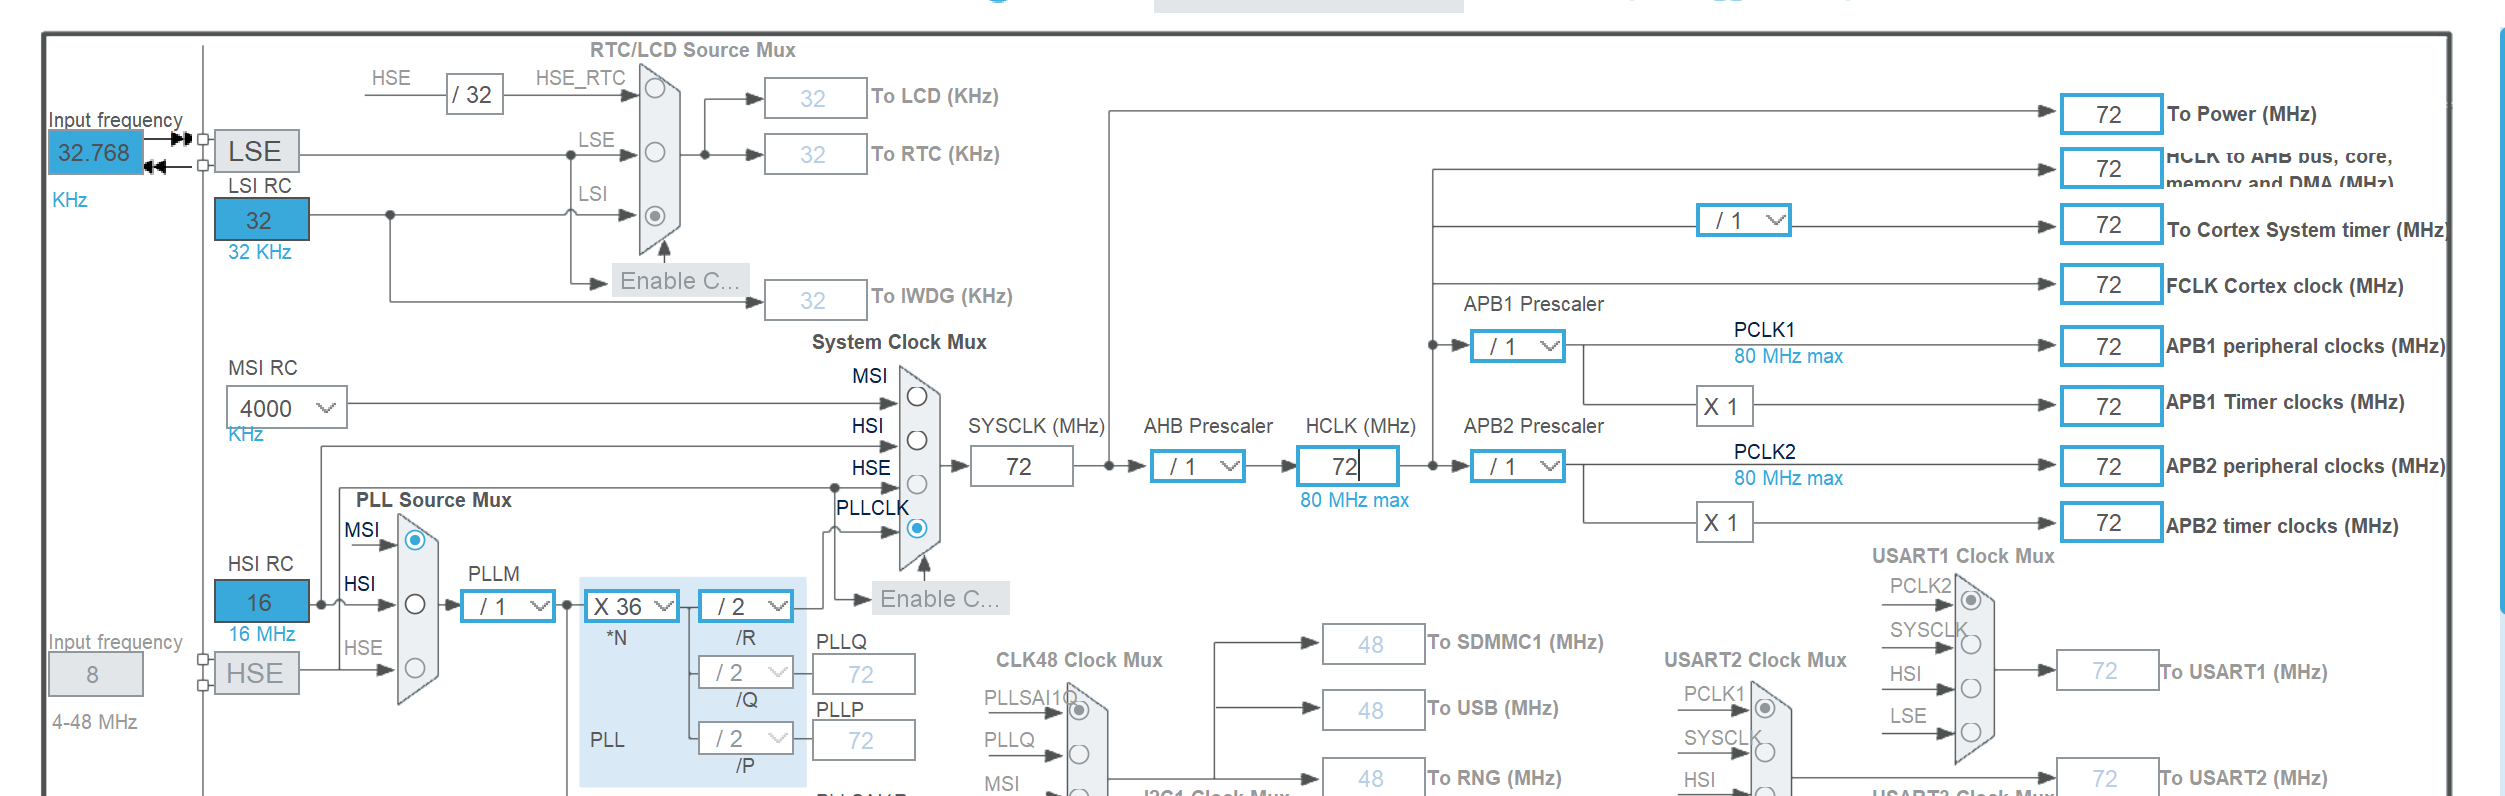 RTC/LCD Source Mux
HSE
/ 32
HSE_RTC
32
To LCD (KHz)
72
To Power (MHz)
Input frequency
32.768
KHz
LSE
LSE
32
To RTC (KHz)
72
HCLK to AHB bus, core,
memory and DMA (MHz)
LSI RC
32
32 KHz
LSI
/ 1
72
To Cortex System timer (MHz)
Enable C...
32
To IWDG (KHz)
72
FCLK Cortex clock (MHz)
APB1 Prescaler
/ 1
PCLK1
80 MHz max
72
APB1 peripheral clocks (MHz)
System Clock Mux
MSI RC
4000
KHz
MSI
HSI
HSE
PLLCLK
X 1
72
APB1 Timer clocks (MHz)
SYSCLK (MHz)
72
AHB Prescaler
/ 1
HCLK (MHz)
72
80 MHz max
APB2 Prescaler
/ 1
PCLK2
80 MHz max
72
APB2 peripheral clocks (MHz)
X 1
72
APB2 timer clocks (MHz)
PLL Source Mux
MSI
HSI
HSE
HSI RC
16
16 MHz
Input frequency
8
4-48 MHz
HSE
PLLM
/ 1
X 36
*N
/ 2
/R
/ 2
/Q
/ 2
/P
PLL
PLLQ
72
PLLP
72
Enable C...
CLK48 Clock Mux
PLLSAI1Q
PLLQ
MSI
48
To SDMMC1 (MHz)
48
To USB (MHz)
48
To RNG (MHz)
I2C1 Clock Mux
USART1 Clock Mux
PCLK2
SYSCLK
HSI
LSE
72
To USART1 (MHz)
USART2 Clock Mux
PCLK1
SYSCLK
HSI
72
To USART2 (MHz)